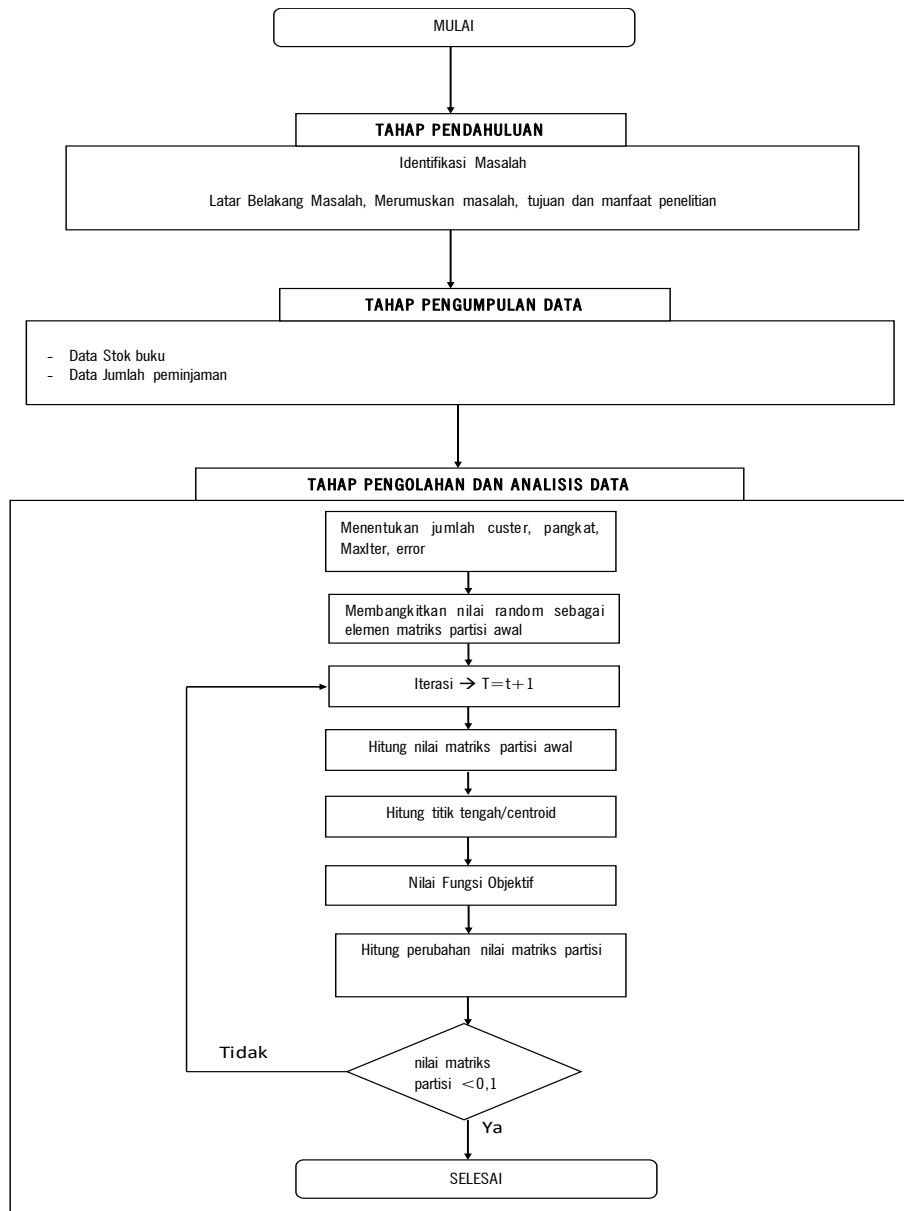 MULAI
TAHAP PENDAHULUAN
Identifikasi Masalah
Latar Belakang Masalah, Merumuskan masalah, tujuan dan manfaat penelitian
TAHAP PENGUMPULAN DATA
- Data Stok buku
- Data Jumlah peminjaman
TAHAP PENGOLAHAN DAN ANALISIS DATA
Menentukan jumlah custer, pangkat,
MaxIter, error
Membangkitkan nilai random sebagai
elemen matriks partisi awal
Iterasi → T=t+1
Hitung nilai matriks partisi awal
Hitung titik tengah/centroid
Nilai Fungsi Objektif
Hitung perubahan nilai matriks partisi
Tidak
nilai matriks
partisi <0,1
Ya
SELESAI